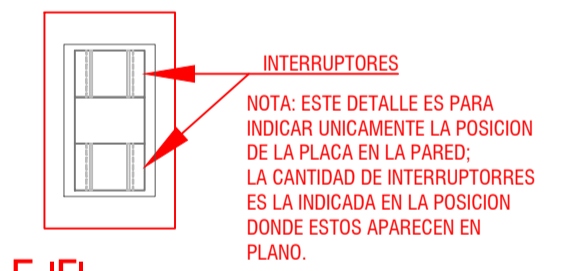 INTERRUPTORES
NOTA: ESTE DETALLE ES PARA
INDICAR UNICAMENTE LA POSICION
DE LA PLACA EN LA PARED;
LA CANTIDAD DE INTERRUPTORRES
ES LA INDICADA EN LA POSICION
DONDE ESTOS APARECEN EN
PLANO.